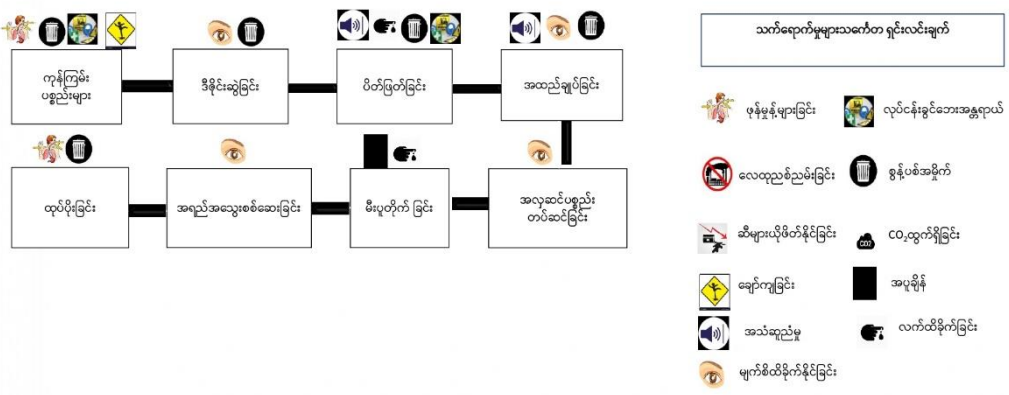 ကုန်ကြမ်း
ပစ္စည်းများ
ဒီဇိုင်းဆွဲခြင်း
ပိတ်ဖြတ်ခြင်း
အထည်ချုပ်ခြင်း
ထုပ်ပိုးခြင်း
အရည်အသွေးစစ်ဆေးခြင်း
မီးပူတိုက် ခြင်း
အလှဆင်ပစ္စည်း
တပ်ဆင်ခြင်း
သက်ရောက်မှုများသင်္ကေတ ရှင်းလင်းချက်
ဖုန်မှုန့်များခြင်း
လုပ်ငန်းခွင်ဘေးအန္တရာယ်
လေထုညစ်ညမ်းခြင်း
စွန့်ပစ်အမှိုက်
ဆီများယိုဖိတ်နိုင်ခြင်း
CO₂ထွက်ရှိခြင်း
CO2
ချော်ကျခြင်း
အပူချိန်
အသံဆူညံမှု
လက်ထိခိုက်ခြင်း
မျက်စိထိခိုက်နိုင်ခြင်း